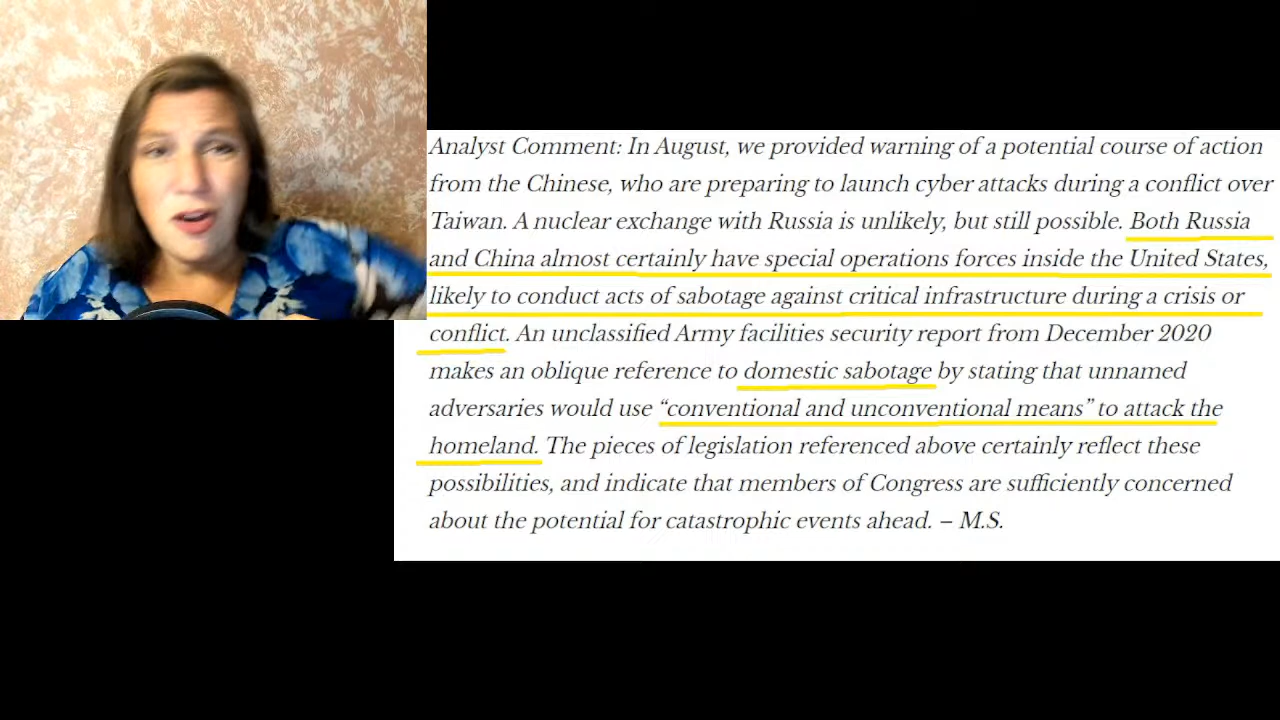 Analyst Comment: In August, we provided warning of a potential course of action
from the Chinese, who are preparing to launch cyber attacks during a conflict over
Taiwan. A nuclear exchange with Russia is unlikely, but still possible. Both Russia
and China almost certainly have special operations forces inside the United States,
likely to conduct acts of sabotage against critical infrastructure during a crisis or
conflict. An unclassified Army facilities security report from December 2020
makes an oblique reference to domestic sabotage by stating that unnamed
adversaries would use “conventional and unconventional means” to attack the
homeland. The pieces of legislation referenced above certainly reflect these
possibilities, and indicate that members of Congress are sufficiently concerned
about the potential for catastrophic events ahead. – M.S.